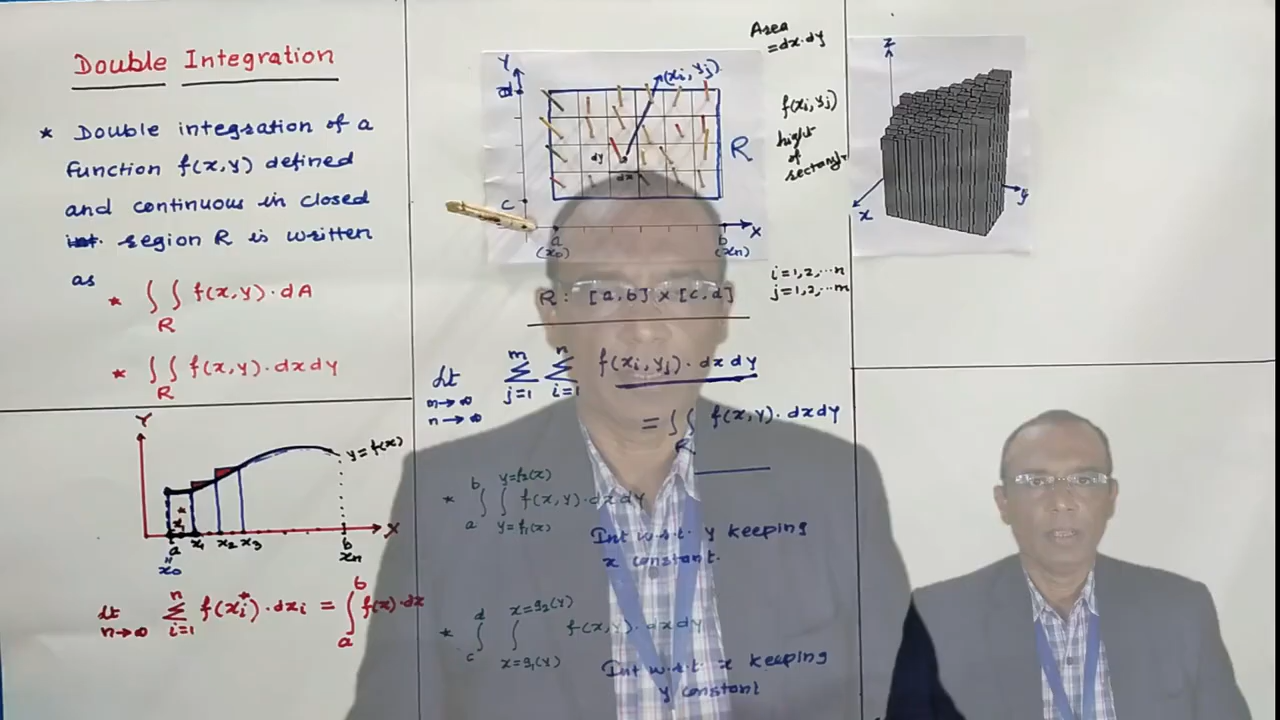 Double Integration
* Double integration of a
function f(x,y) defined
and continuous in closed
int. region R is written
as
* ∫∫R f(x,y)·dA
* ∫∫R f(x,y)·dxdy
Y
y=f(x)
X
a x1 x2 x3 b
x0 xn
Lt n→∞ Σ i=1 n f(xi*)·dxi = ∫ a b f(x)·dx
Area
=dx·dy
Y
d
(xi,yj)
R
dy
dx
c
a b X
(x0) (xn)
f(xi,yj)
hight
of
rectangle
i=1,2,...n
j=1,2,...m
R: [a,b] x [c,d]
Lt m→∞ n→∞ Σ j=1 m Σ i=1 n f(xi,yj)·dxdy
= ∫∫R f(x,y)·dxdy
* ∫ a b ∫ y=f1(x) y=f2(x) f(x,y)·dxdy
Int w.r.t. y keeping
x constant.
* ∫ c d ∫ x=g1(y) x=g2(y) f(x,y)·dxdy
Int w.r.t. x keeping
y constant
Z
x
y